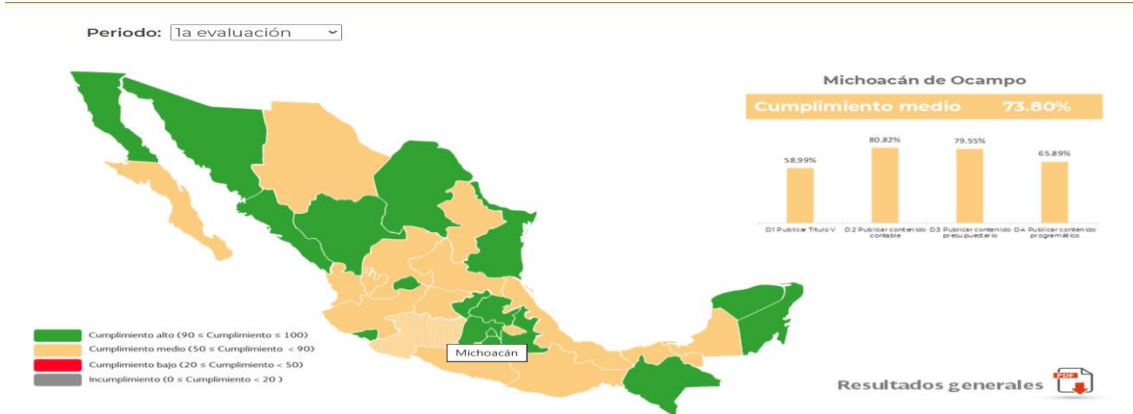 Periodo: 1a evaluación
Michoacán de Ocampo
Cumplimiento medio 73.80%
58.99%
80.82%
79.55%
65.89%
D1 Publicar Título V
D2 Publicar contenido
contable
D3 Publicar contenido
presupuestario
D4 Publicar contenido
programático
Michoacán
Cumplimiento alto (90 ≤ Cumplimiento ≤ 100)
Cumplimiento medio (50 ≤ Cumplimiento < 90)
Cumplimiento bajo (20 ≤ Cumplimiento < 50)
Incumplimiento (0 ≤ Cumplimiento < 20 )
Resultados generales
PDF